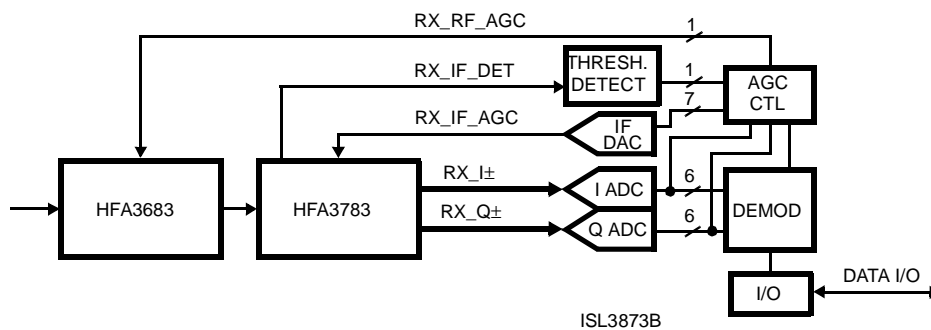 RX_RF_AGC
1
RX_IF_DET
THRESH.
DETECT
1
AGC
CTL
7
RX_IF_AGC
IF
DAC
HFA3683
HFA3783
RX_I±
I ADC
6
DEMOD
RX_Q±
Q ADC
6
I/O
DATA I/O
ISL3873B